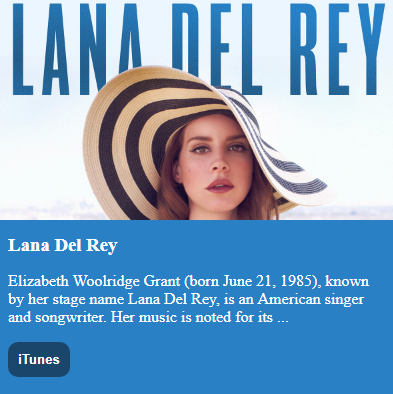 LANA DEL REY
Lana Del Rey
Elizabeth Woolridge Grant (born June 21, 1985), known
by her stage name Lana Del Rey, is an American singer
and songwriter. Her music is noted for its ...
iTunes